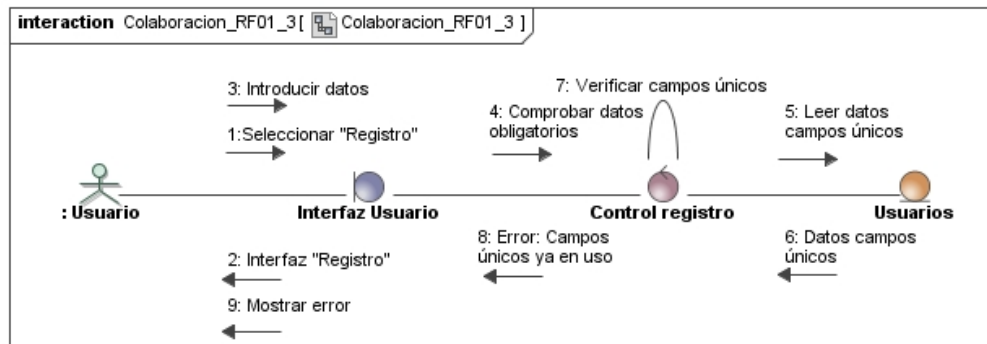 interaction Colaboracion_RF01_3[ Colaboracion_RF01_3 ]
7: Verificar campos únicos
3: Introducir datos
4: Comprobar datos
obligatorios
5: Leer datos
campos únicos
1:Seleccionar "Registro"
: Usuario
Interfaz Usuario
Control registro
Usuarios
8: Error: Campos
únicos ya en uso
6: Datos campos
únicos
2: Interfaz "Registro"
9: Mostrar error